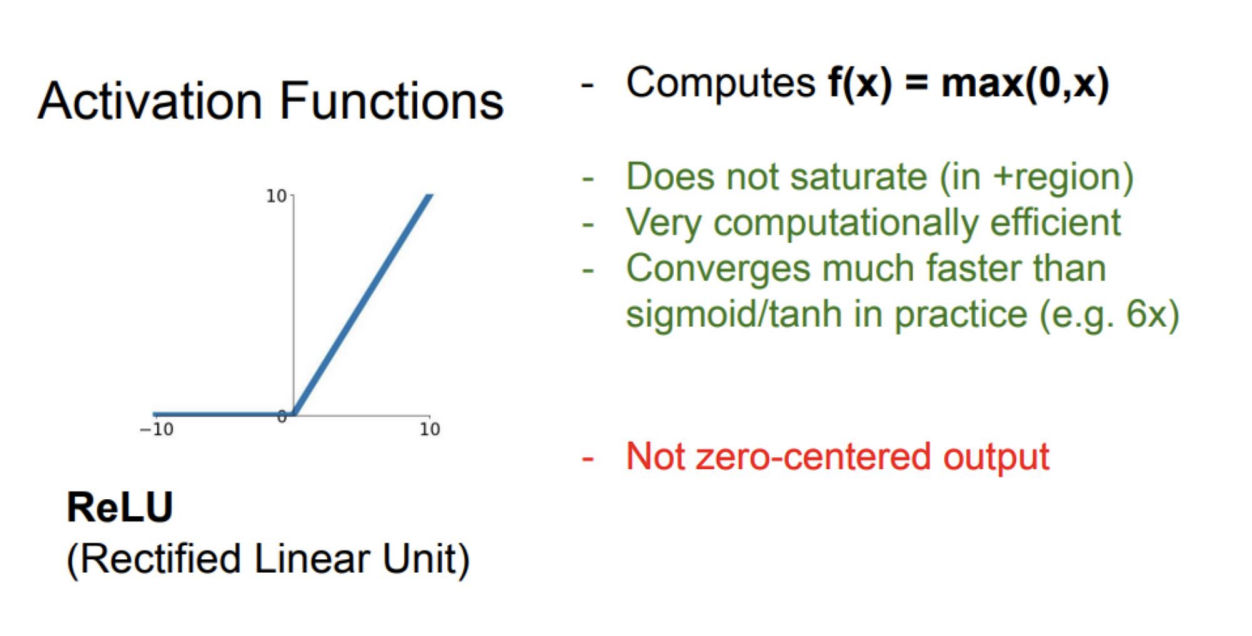 Activation Functions
10
0
−10
10
ReLU
(Rectified Linear Unit)
- Computes f(x) = max(0,x)
- Does not saturate (in +region)
- Very computationally efficient
- Converges much faster than
sigmoid/tanh in practice (e.g. 6x)
- Not zero-centered output